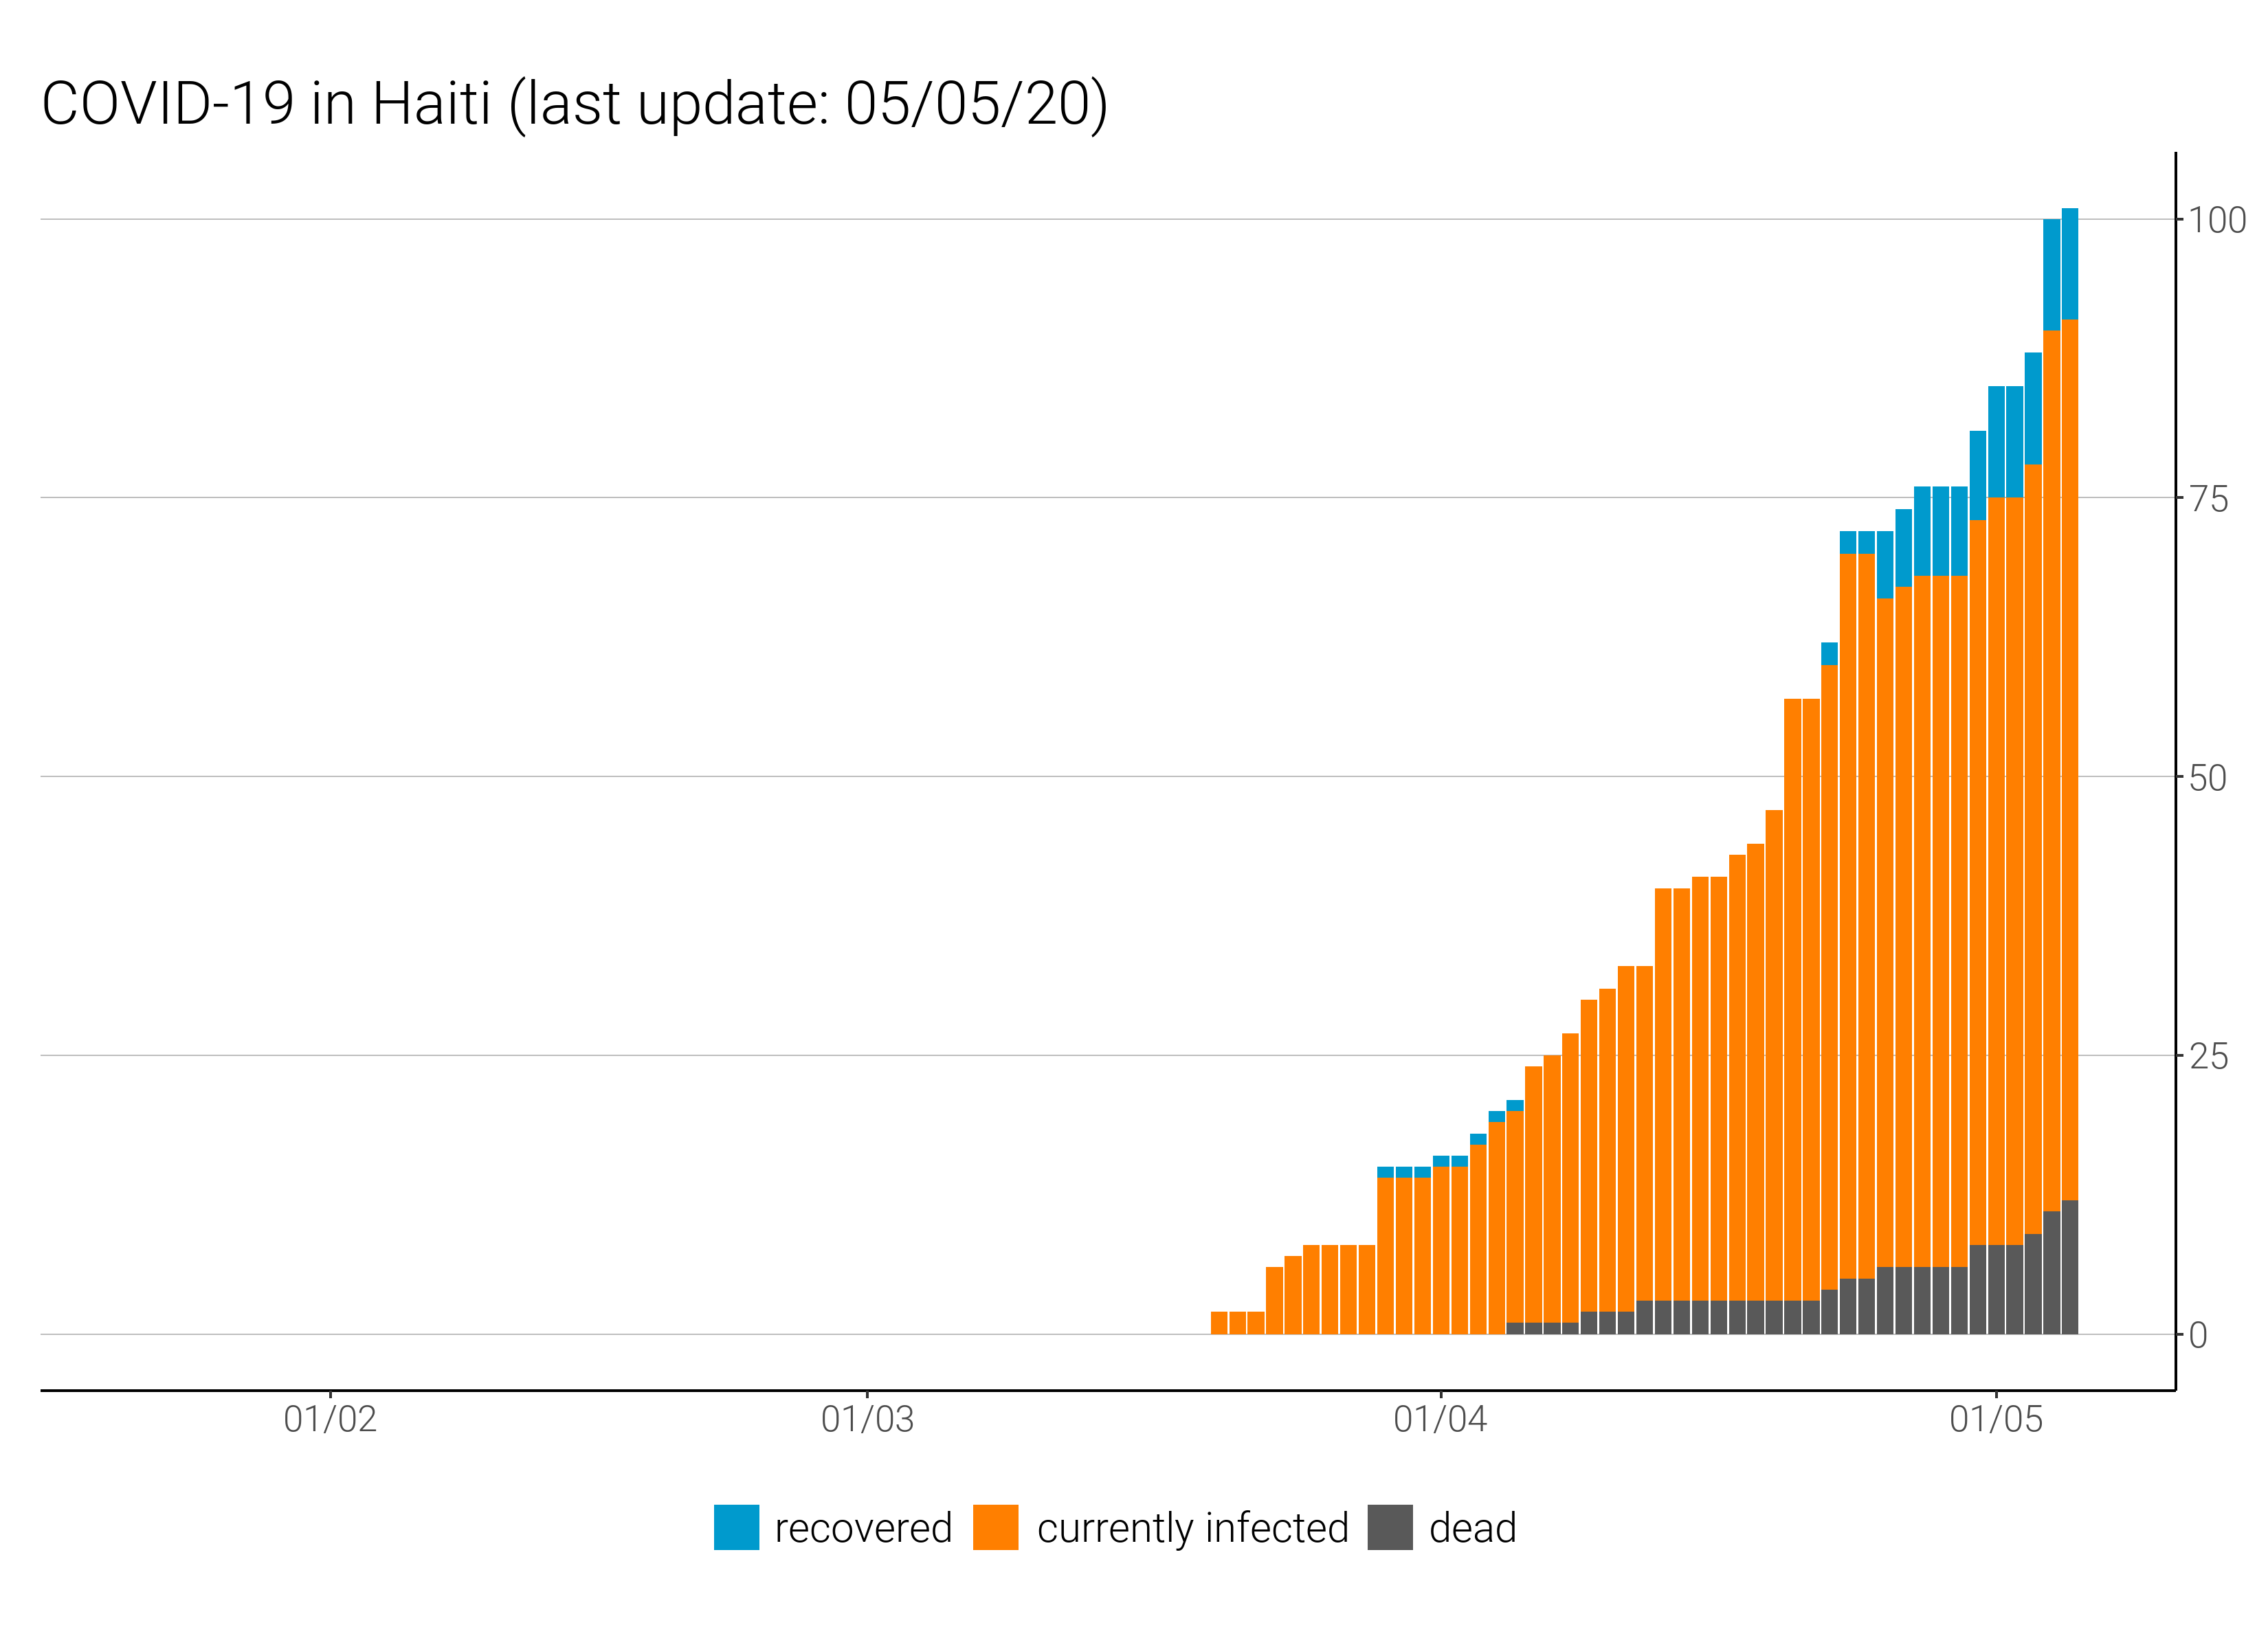 COVID-19 in Haiti (last update: 05/05/20)
100
75
50
25
0
01/02 01/03 01/04 01/05
recovered currently infected dead